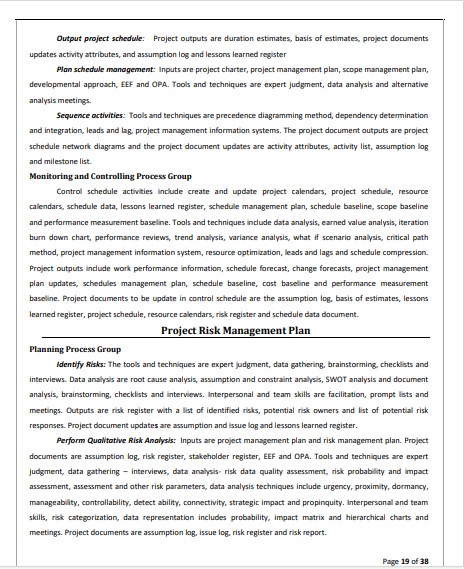 Output project schedule: Project outputs are duration estimates, basis of estimates, project documents
updates activity attributes, and assumption log and lessons learned register
Plan schedule management: Inputs are project charter, project management plan, scope management plan,
developmental approach, EEF and OPA. Tools and techniques are expert judgment, data analysis and alternative
analysis meetings.
Sequence activities: Tools and techniques are precedence diagramming method, dependency determination
and integration, leads and lag, project management information systems. The project document outputs are project
schedule network diagrams and the project document updates are activity attributes, activity list, assumption log
and milestone list.
Monitoring and Controlling Process Group
Control schedule activities include create and update project calendars, project schedule, resource
calendars, schedule data, lessons learned register, schedule management plan, schedule baseline, scope baseline
and performance measurement baseline. Tools and techniques include data analysis, earned value analysis, iteration
burn down chart, performance reviews, trend analysis, variance analysis, what if scenario analysis, critical path
method, project management information system, resource optimization, leads and lags and schedule compression.
Project outputs include work performance information, schedule forecast, change forecasts, project management
plan updates, schedules management plan, schedule baseline, cost baseline and performance measurement
baseline. Project documents to be update in control schedule are the assumption log, basis of estimates, lessons
learned register, project schedule, resource calendars, risk register and schedule data document.
Project Risk Management Plan
Planning Process Group
Identify Risks: The tools and techniques are expert judgment, data gathering, brainstorming, checklists and
interviews. Data analysis are root cause analysis, assumption and constraint analysis, SWOT analysis and document
analysis, brainstorming, checklists and interviews. Interpersonal and team skills are facilitation, prompt lists and
meetings. Outputs are risk register with a list of identified risks, potential risk owners and list of potential risk
responses. Project document updates are assumption and issue log and lessons learned register.
Perform Qualitative Risk Analysis: Inputs are project management plan and risk management plan. Project
documents are assumption log, risk register, stakeholder register, EEF and OPA. Tools and techniques are expert
judgment, data gathering – interviews, data analysis- risk data quality assessment, risk probability and impact
assessment, assessment and other risk parameters, data analysis techniques include urgency, proximity, dormancy,
manageability, controllability, detect ability, connectivity, strategic impact and propinquity. Interpersonal and team
skills, risk categorization, data representation includes probability, impact matrix and hierarchical charts and
meetings. Project documents are assumption log, issue log, risk register and risk report.
Page 19 of 38